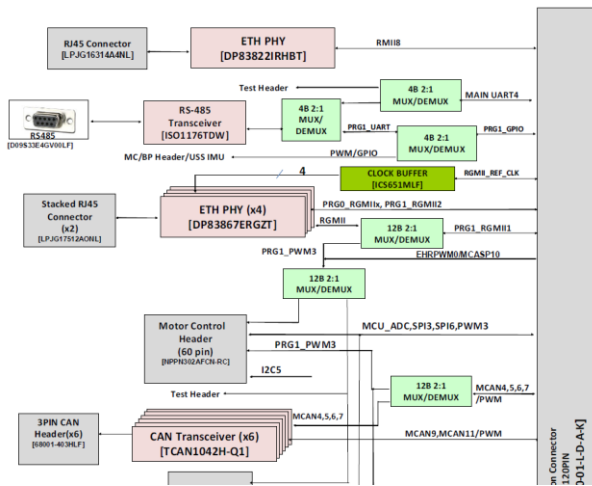 RJ45 Connector
[LPJG16314A4NL]
ETH PHY
[DP83822IRHBT]
RMII8
Test Header
4B 2:1
MUX/DEMUX
MAIN UART4
RS-485
Transceiver
[ISO1176TDW]
4B 2:1
MUX/
DEMUX
PRG1_UART
4B 2:1
MUX/DEMUX
PRG1_GPIO
RS485
[D09S33E4GV00LF]
MC/BP Header/USS IMU
PWM/GPIO
4
CLOCK BUFFER
[ICS651MLF]
RGMII_REF_CLK
Stacked RJ45
Connector
(x2)
[LPJG17512AONL]
ETH PHY (x4)
[DP83867ERGZT]
PRG0_RGMIIx, PRG1_RGMII2
RGMII
12B 2:1
MUX/DEMUX
PRG1_RGMII1
PRG1_PWM3
EHRPWM0/MCASP10
12B 2:1
MUX/DEMUX
Motor Control
Header
(60 pin)
[NPPN302AFCN-RC]
MCU_ADC,SPI3,SPI6,PWM3
PRG1_PWM3
I2C5
Test Header
12B 2:1
MUX/DEMUX
MCAN4,5,6,7
/PWM
3PIN CAN
Header(x6)
[68001-403HLF]
MCAN4,5,6,7
CAN Transceiver (x6)
[TCAN1042H-Q1]
MCAN9,MCAN11/PWM
on Connector
120PIN
0-01-L-D-A-K]